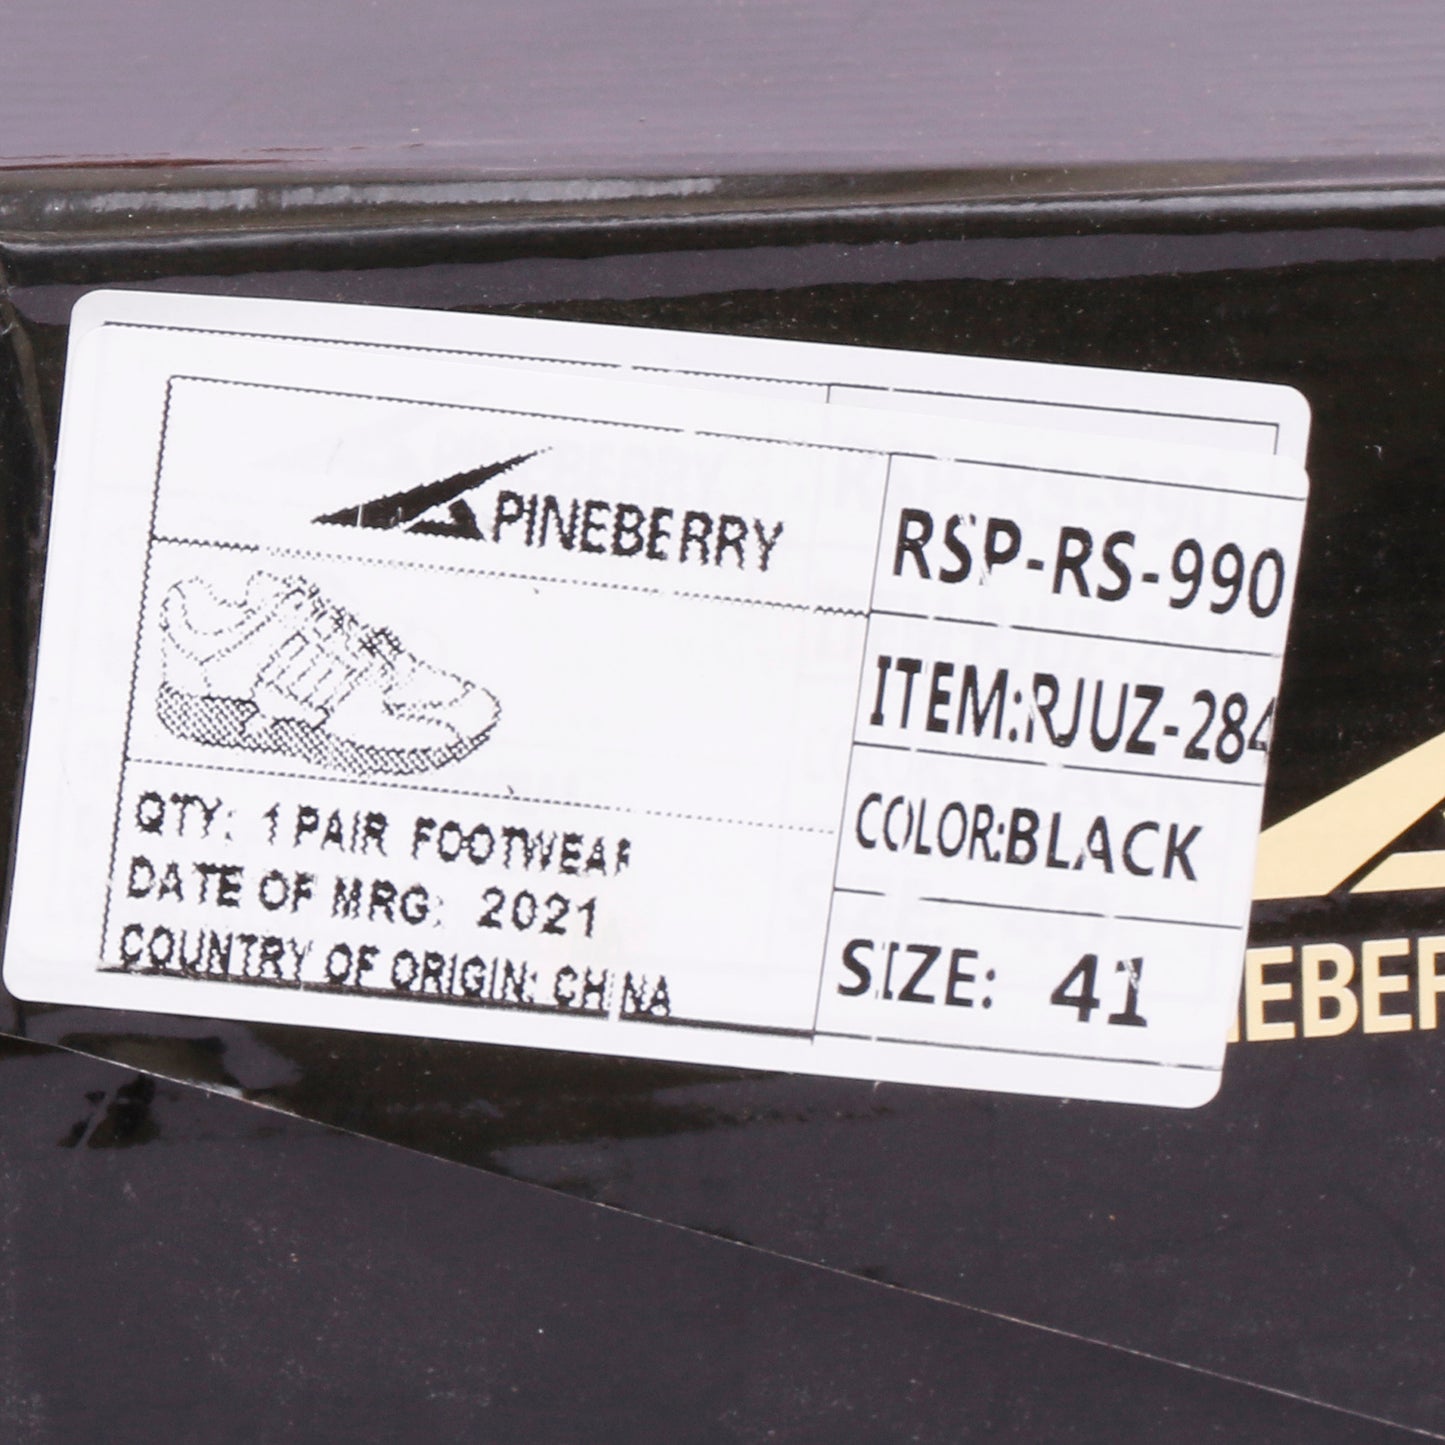 PINEBERRY
RSP-RS-990
ITEM:RJUZ-284
COLOR:BLACK
SIZE: 41
QTY: 1 PAIR FOOTWEAR
DATE OF MRG: 2021
COUNTRY OF ORIGIN: CHINA